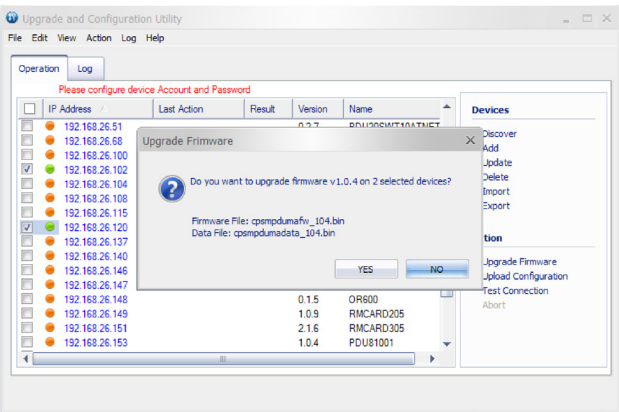 Upgrade and Configuration Utility
File Edit View Action Log Help
Operation Log
Please configure device Account and Password
IP Address Last Action Result Version Name
Devices
192.168.26.51 0.2.7 PDU20SWT10ATNET
192.168.26.68
192.168.26.100
192.168.26.102
192.168.26.104
192.168.26.108
192.168.26.115
192.168.26.120
192.168.26.137
192.168.26.140
192.168.26.146
192.168.26.147
192.168.26.148 0.1.5 OR600
192.168.26.149 1.0.9 RMCARD205
192.168.26.151 2.1.6 RMCARD305
192.168.26.153 1.0.4 PDU81001
Upgrade Frimware
Do you want to upgrade firmware v1.0.4 on 2 selected devices?
Firmware File: cpsmpdumafw_104.bin
Data File: cpsmpdumadata_104.bin
YES NO
Discover
Add
Update
Delete
Import
Export
tion
Upgrade Firmware
Upload Configuration
Test Connection
Abort